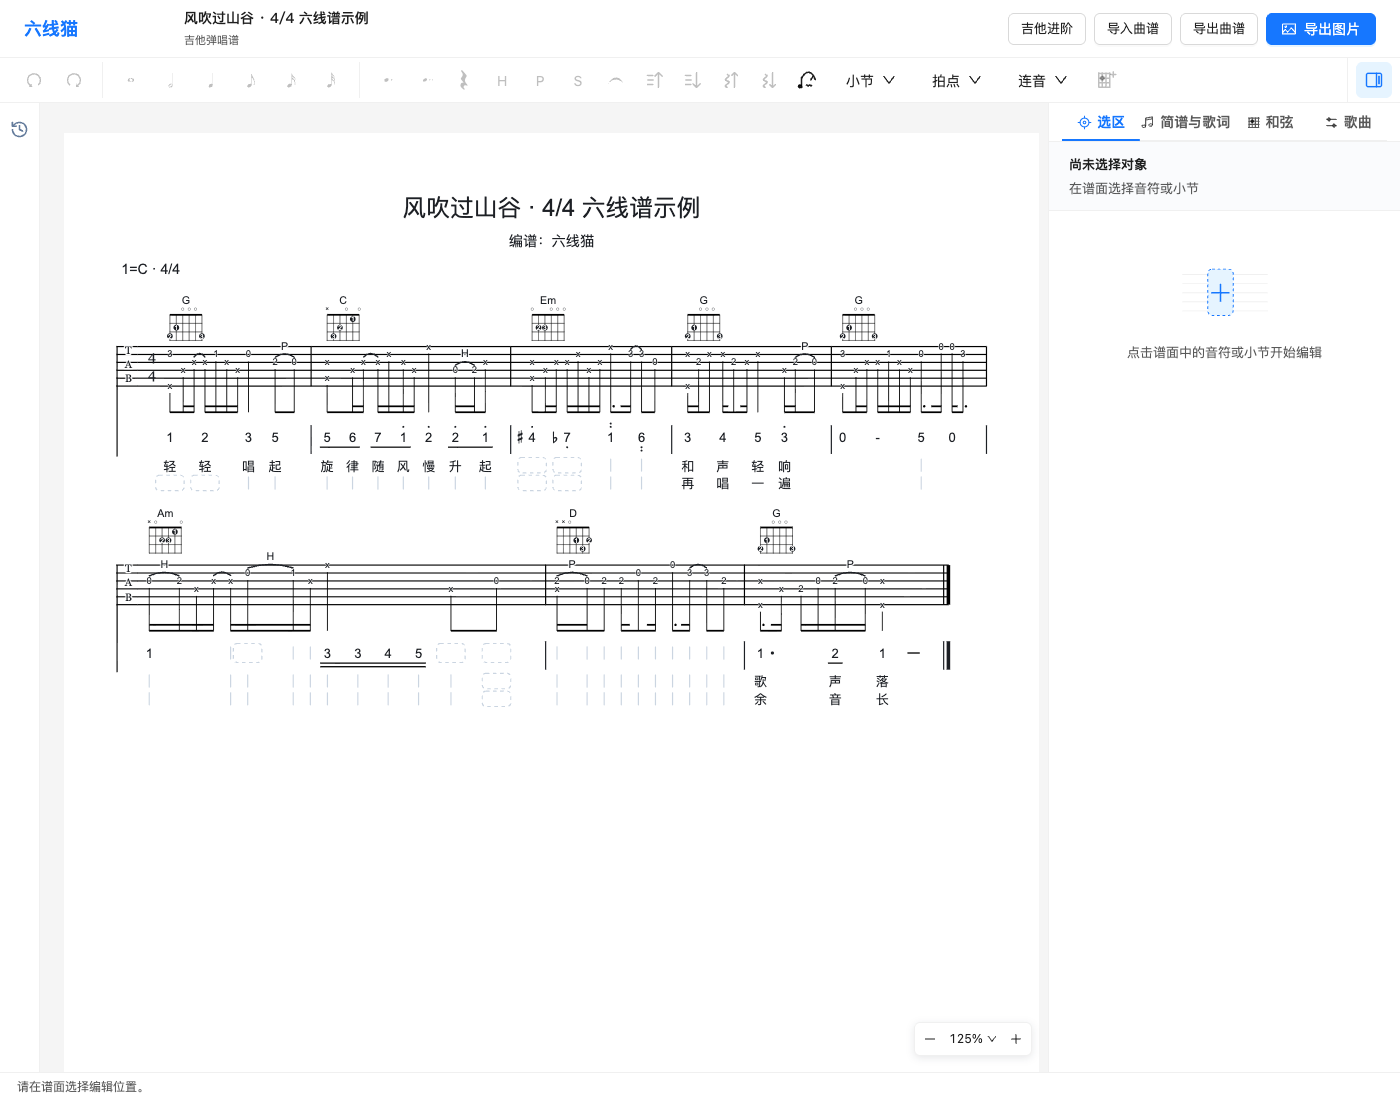 六线猫
风吹过山谷 · 4/4 六线谱示例
吉他弹唱谱
吉他进阶 导入曲谱 导出曲谱 导出图片
H P S 小节 拍点 连音
选区 简谱与歌词 和弦 歌曲
尚未选择对象
在谱面选择音符或小节
点击谱面中的音符或小节开始编辑
风吹过山谷 · 4/4 六线谱示例
编谱：六线猫
1=C · 4/4
G C Em G G
P H P
T A B 4 4
1 2 3 5 5 6 7 1 2 2 1 ♯4 ♭7 1 6 3 4 5 3 0 - 5 0
轻 轻 唱 起 旋 律 随 风 慢 升 起 和 声 轻 响
再 唱 一 遍
Am D G
H H P P
T A B
1 3 3 4 5 1· 2 1 —
歌 声 落
余 音 长
125%
请在谱面选择编辑位置。